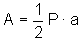 A = 1/2 P · a